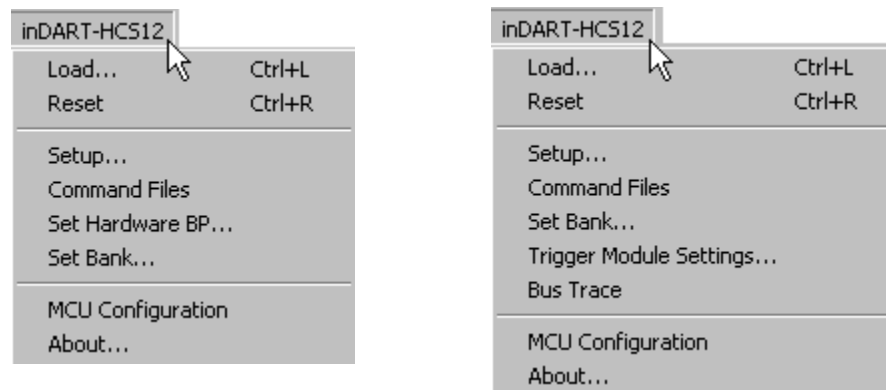 inDART-HCS12
Load... Ctrl+L
Reset Ctrl+R
Setup...
Command Files
Set Hardware BP...
Set Bank...
MCU Configuration
About...
inDART-HCS12
Load... Ctrl+L
Reset Ctrl+R
Setup...
Command Files
Set Bank...
Trigger Module Settings...
Bus Trace
MCU Configuration
About...